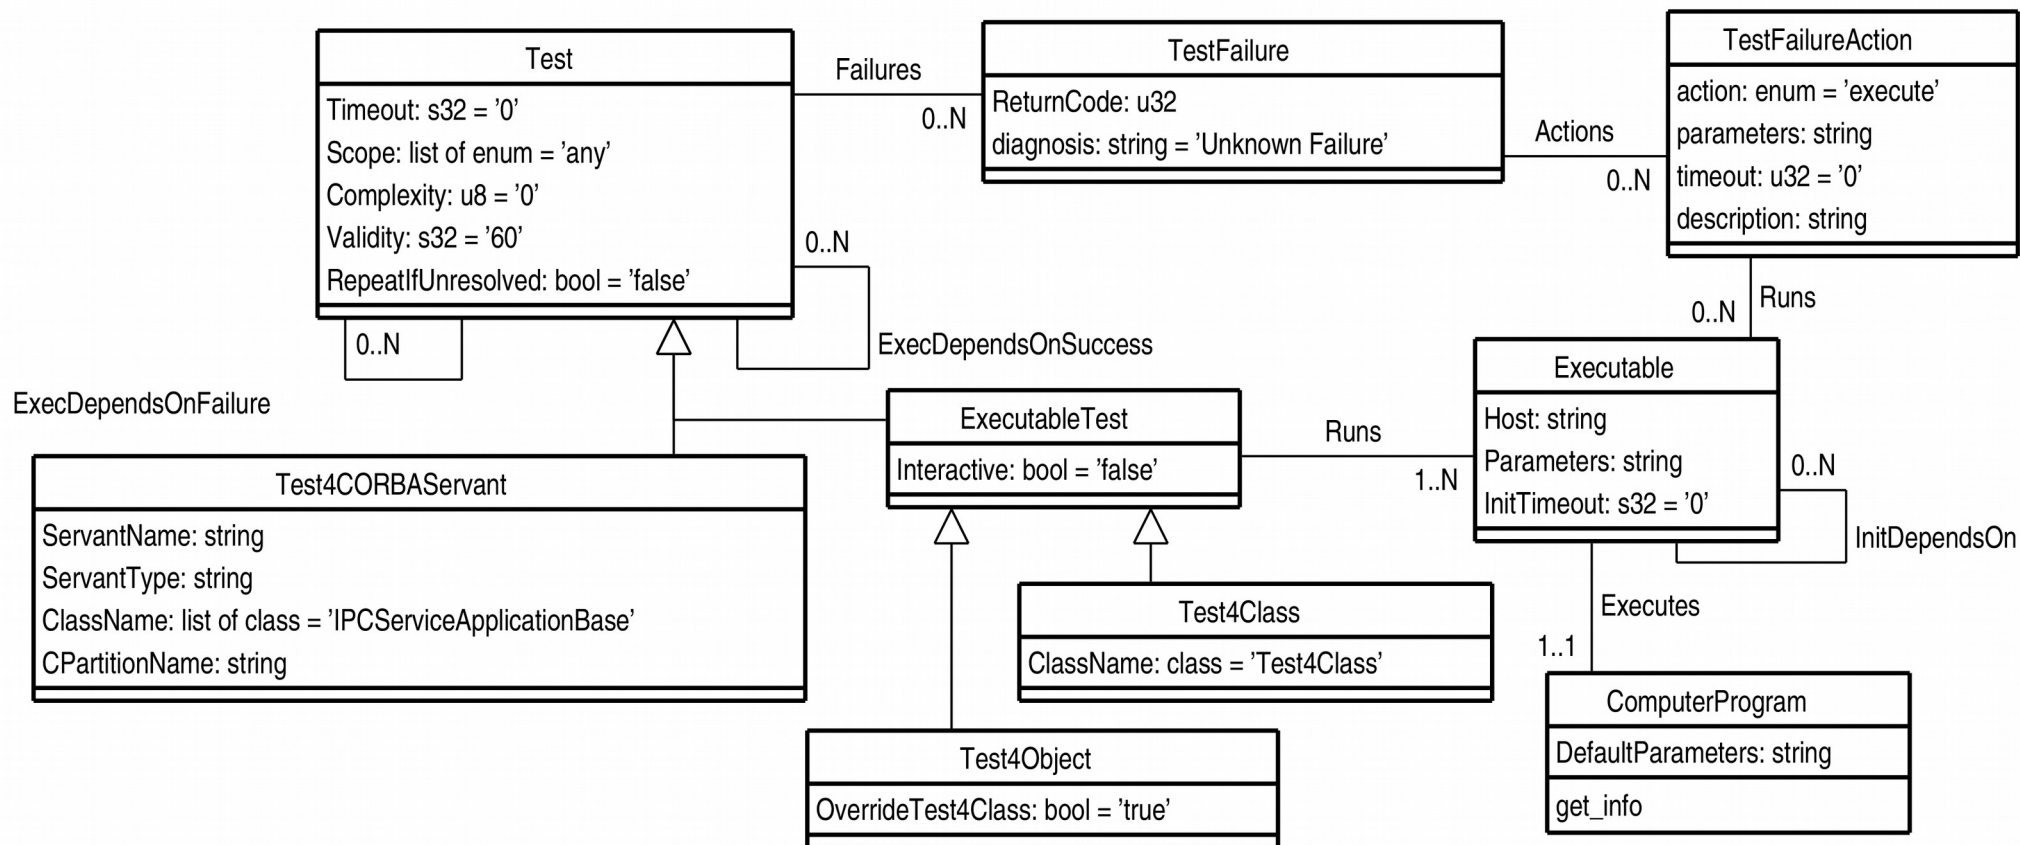 Test
Timeout: s32 = ’0’
Scope: list of enum = ’any’
Complexity: u8 = ’0’
Validity: s32 = ’60’
RepeatIfUnresolved: bool = ’false’
Failures
0..N
TestFailure
ReturnCode: u32
diagnosis: string = ’Unknown Failure’
Actions
0..N
TestFailureAction
action: enum = ’execute’
parameters: string
timeout: u32 = ’0’
description: string
0..N
ExecDependsOnSuccess
0..N
ExecDependsOnFailure
Runs
0..N
Test4CORBAServant
ServantName: string
ServantType: string
ClassName: list of class = ’IPCServiceApplicationBase’
CPartitionName: string
ExecutableTest
Interactive: bool = ’false’
Runs
1..N
Executable
Host: string
Parameters: string
InitTimeout: s32 = ’0’
0..N
InitDependsOn
Test4Class
ClassName: class = ’Test4Class’
Executes
1..1
Test4Object
OverrideTest4Class: bool = ’true’
ComputerProgram
DefaultParameters: string
get_info